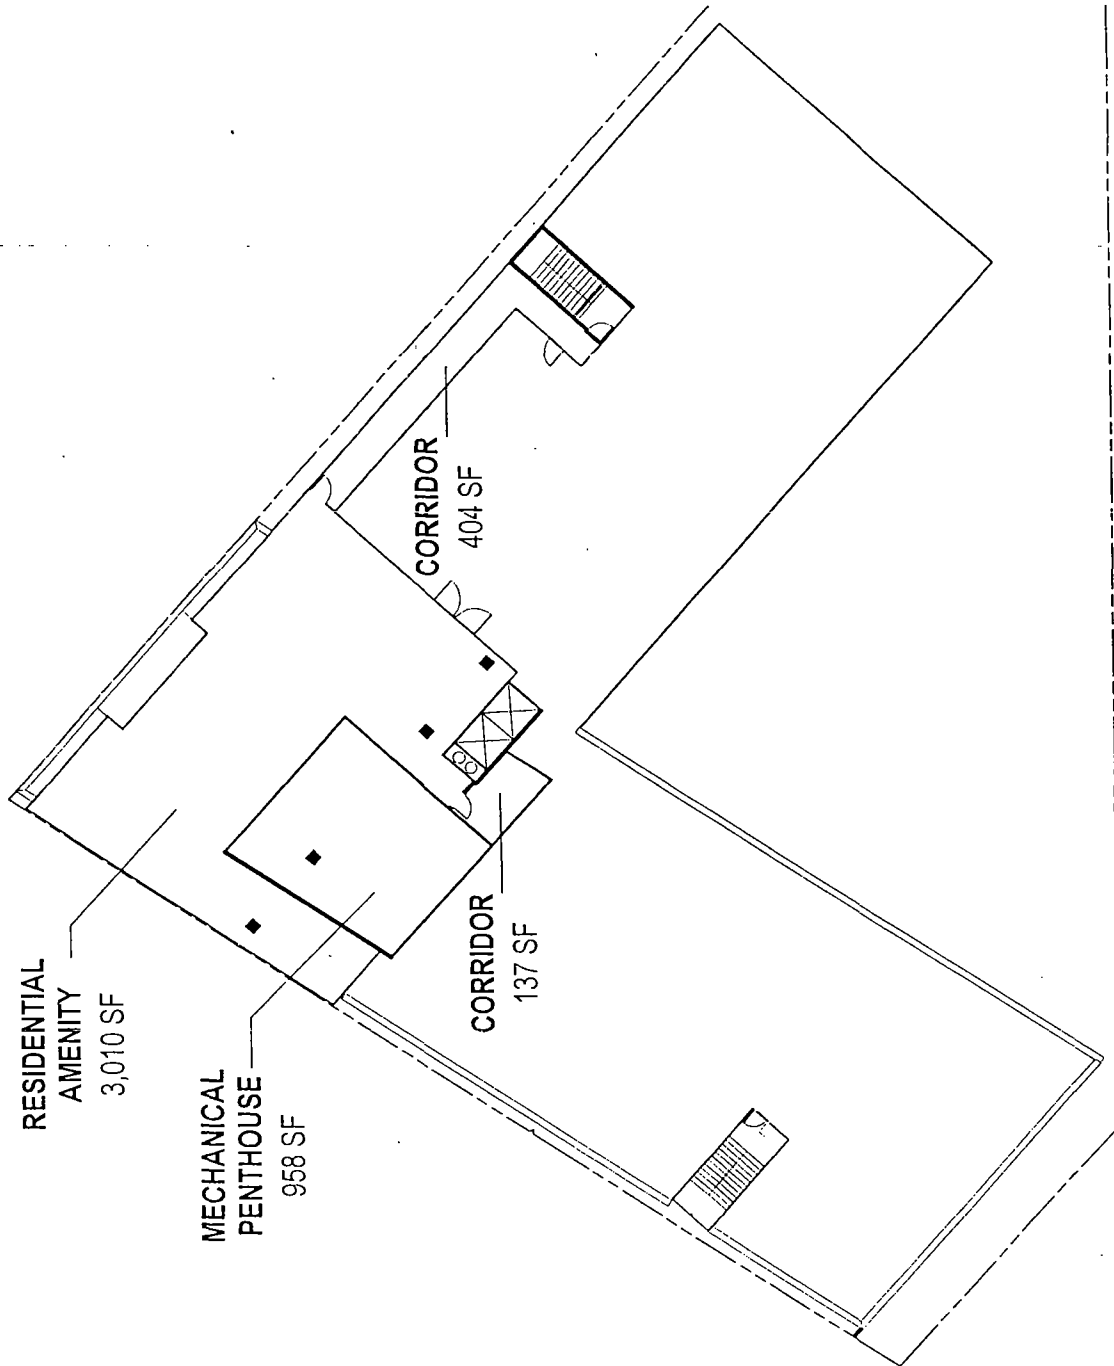 RESIDENTIAL
AMENITY
3,010 SF
MECHANICAL
PENTHOUSE
958 SF
CORRIDOR
137 SF
CORRIDOR
404 SF